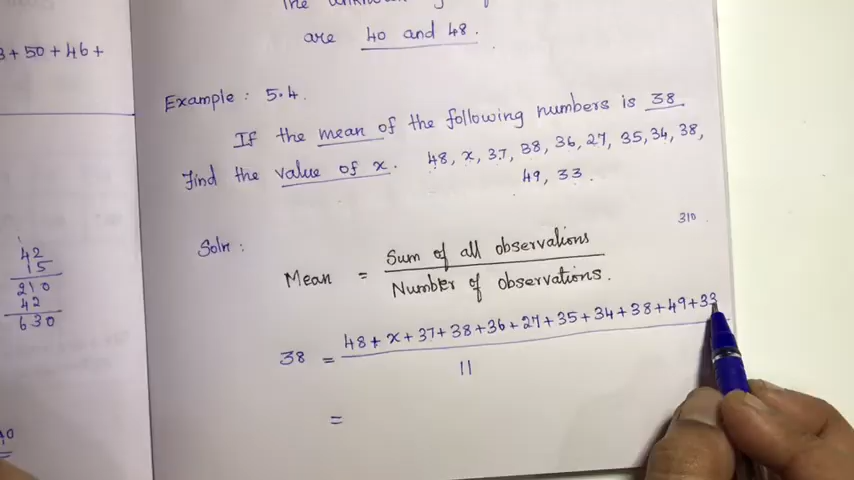 3 + 50 + 46 +
are 40 and 48.
Example : 5.4.
If the mean of the following numbers is 38
Find the value of x. 48, x, 37, 38, 36, 27, 35, 34, 38,
49, 33.
310
Soln :
Mean = Sum of all observations
Number of observations.
38 = 48 + x + 37 + 38 + 36 + 27 + 35 + 34 + 38 + 49 + 33
11
=
42
15
210
42
630